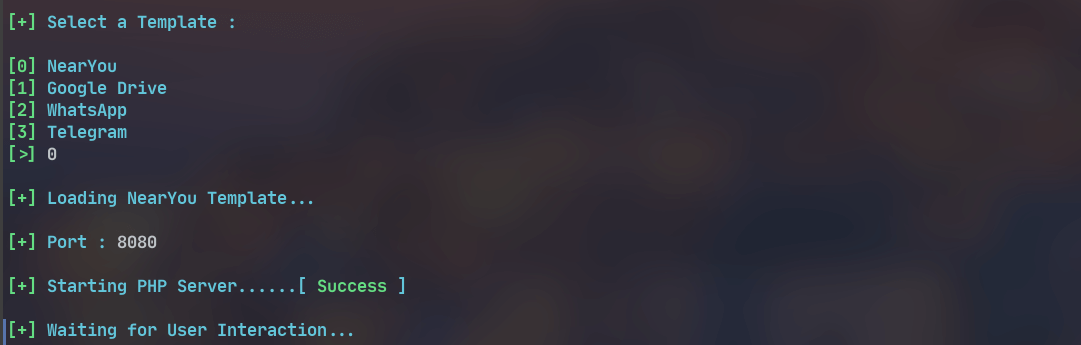 [+] Select a Template :
[0] NearYou
[1] Google Drive
[2] WhatsApp
[3] Telegram
[>] 0
[+] Loading NearYou Template...
[+] Port : 8080
[+] Starting PHP Server......[ Success ]
[+] Waiting for User Interaction...